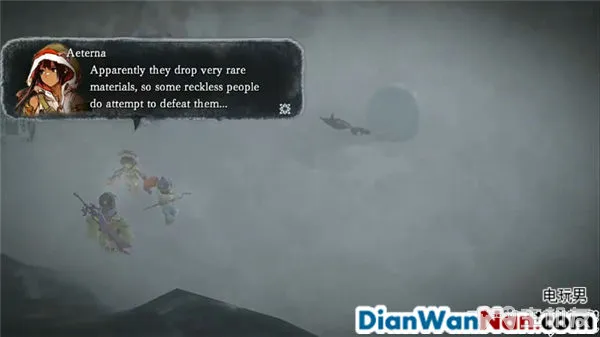 Aeterna
Apparently they drop very rare
materials, so some reckless people
do attempt to defeat them...
电玩男
DianWanNan.com